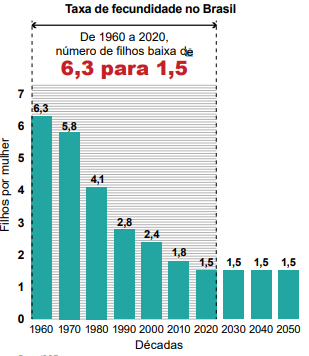 Taxa de fecundidade no Brasil
De 1960 a 2020,
número de filhos baixa de
6,3 para 1,5
Filhos por mulher
7
6
5
4
3
2
1
0
6,3
5,8
4,1
2,8
2,4
1,8
1,5
1,5
1,5
1,5
1960 1970 1980 1990 2000 2010 2020 2030 2040 2050
Décadas